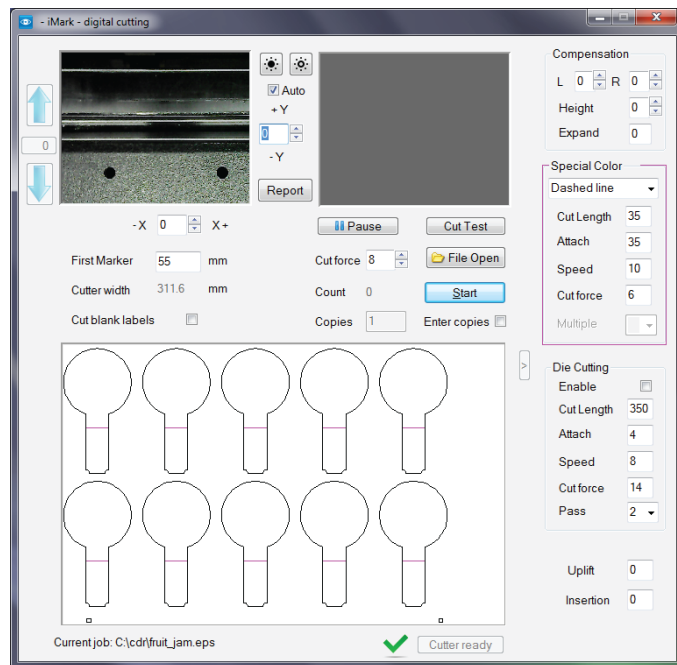 - iMark - digital cutting
Auto
+ Y
0
0
- Y
Report
- X 0 X +
Pause
Cut Test
First Marker 55 mm
Cut force 8
File Open
Cutter width 311.6 mm
Count 0
Start
Cut blank labels
Copies 1
Enter copies
Compensation
L 0 R 0
Height 0
Expand 0
Special Color
Dashed line
Cut Length 35
Attach 35
Speed 10
Cut force 6
Multiple
>
Die Cutting
Enable
Cut Length 350
Attach 4
Speed 8
Cut force 14
Pass 2
Uplift 0
Insertion 0
Current job: C:\cdr\fruit_jam.eps
Cutter ready